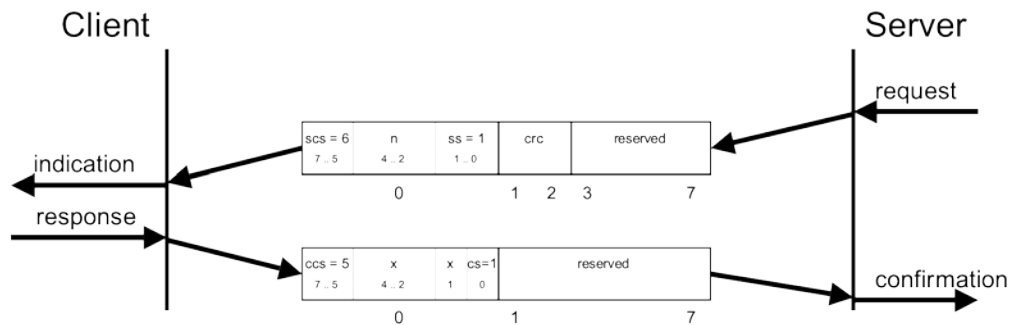 Client Server
request
scs = 6 n ss = 1 crc reserved
7 .. 5 4 .. 2 1 .. 0
indication
0 1 2 3 7
response
ccs = 5 x x cs=1 reserved
7 .. 5 4 .. 2 1 0
confirmation
0 1 7